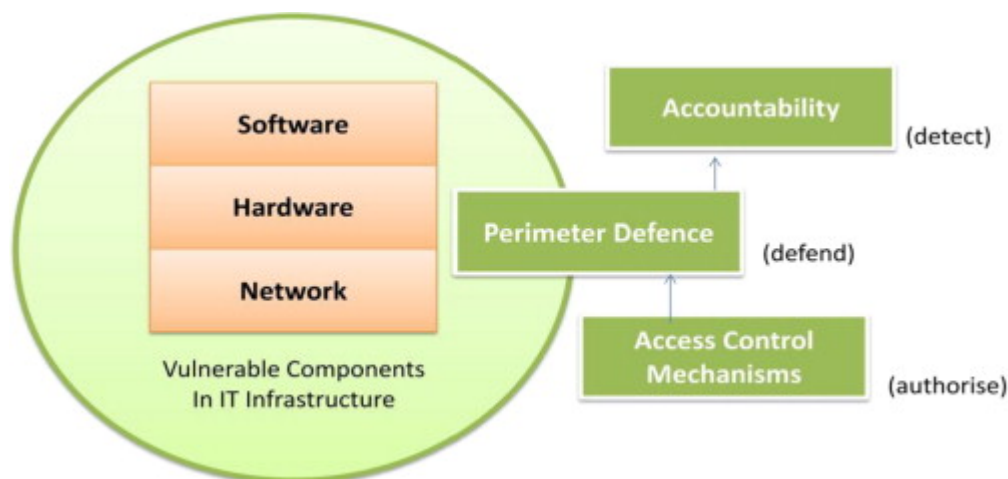 Software
Hardware
Network
Vulnerable Components
In IT Infrastructure
Accountability
(detect)
Perimeter Defence
(defend)
Access Control
Mechanisms
(authorise)